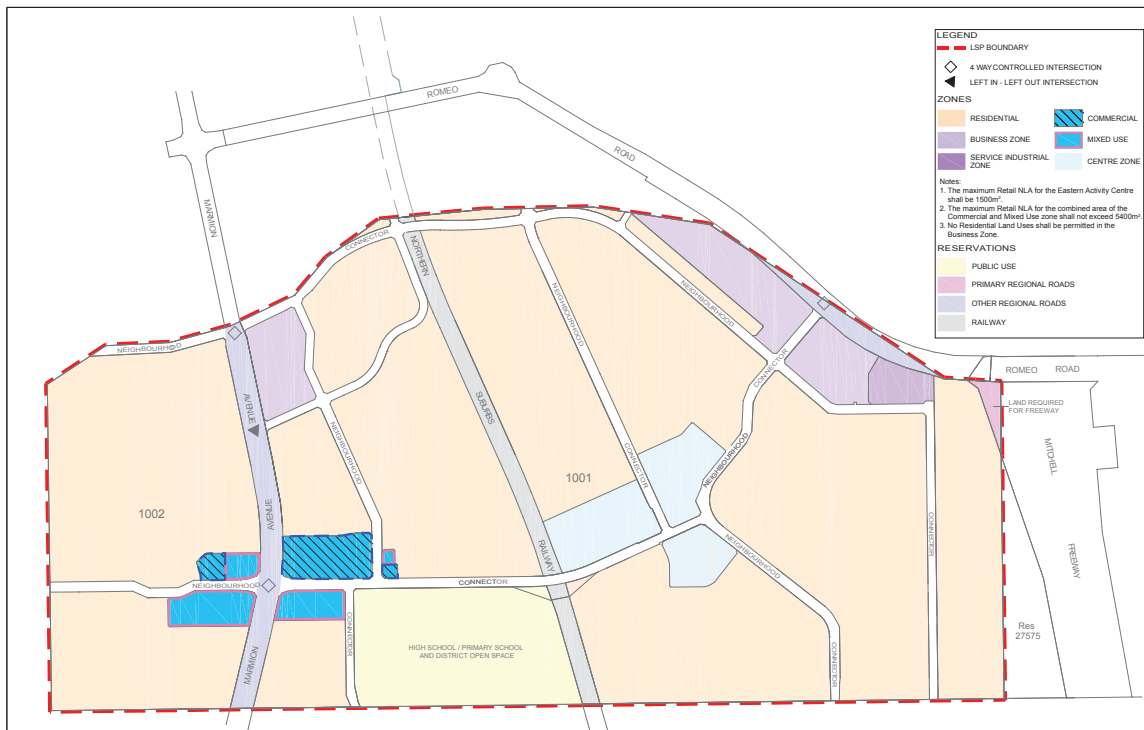 LEGEND
LSP BOUNDARY
4 WAY CONTROLLED INTERSECTION
LEFT IN - LEFT OUT INTERSECTION
ZONES
RESIDENTIAL
COMMERCIAL
BUSINESS ZONE
MIXED USE
SERVICE INDUSTRIAL
ZONE
CENTRE ZONE
Notes:
1. The maximum Retail NLA for the Eastern Activity Centre
shall be 1500m².
2. The maximum Retail NLA for the combined area of the
Commercial and Mixed Use zone shall not exceed 5400m².
3. No Residential Land Uses shall be permitted in the
Business Zone.
RESERVATIONS
PUBLIC USE
PRIMARY REGIONAL ROADS
OTHER REGIONAL ROADS
RAILWAY
ROMEO
ROAD
MARMION
CONNECTOR
NORTHERN
NEIGHBOURHOOD
NEIGHBOURHOOD
NEIGHBOURHOOD
CONNECTOR
ROMEO ROAD
LAND REQUIRED
FOR FREEWAY
AVENUE
SUBURBS
NEIGHBOURHOOD
NEIGHBOURHOOD
CONNECTOR
MITCHELL
1001
1002
AVENUE
RAILWAY
NEIGHBOURHOOD
CONNECTOR
FREEWAY
NEIGHBOURHOOD
CONNECTOR
HIGH SCHOOL / PRIMARY SCHOOL
AND DISTRICT OPEN SPACE
CONNECTOR
MARMION
CONNECTOR
Res
27575